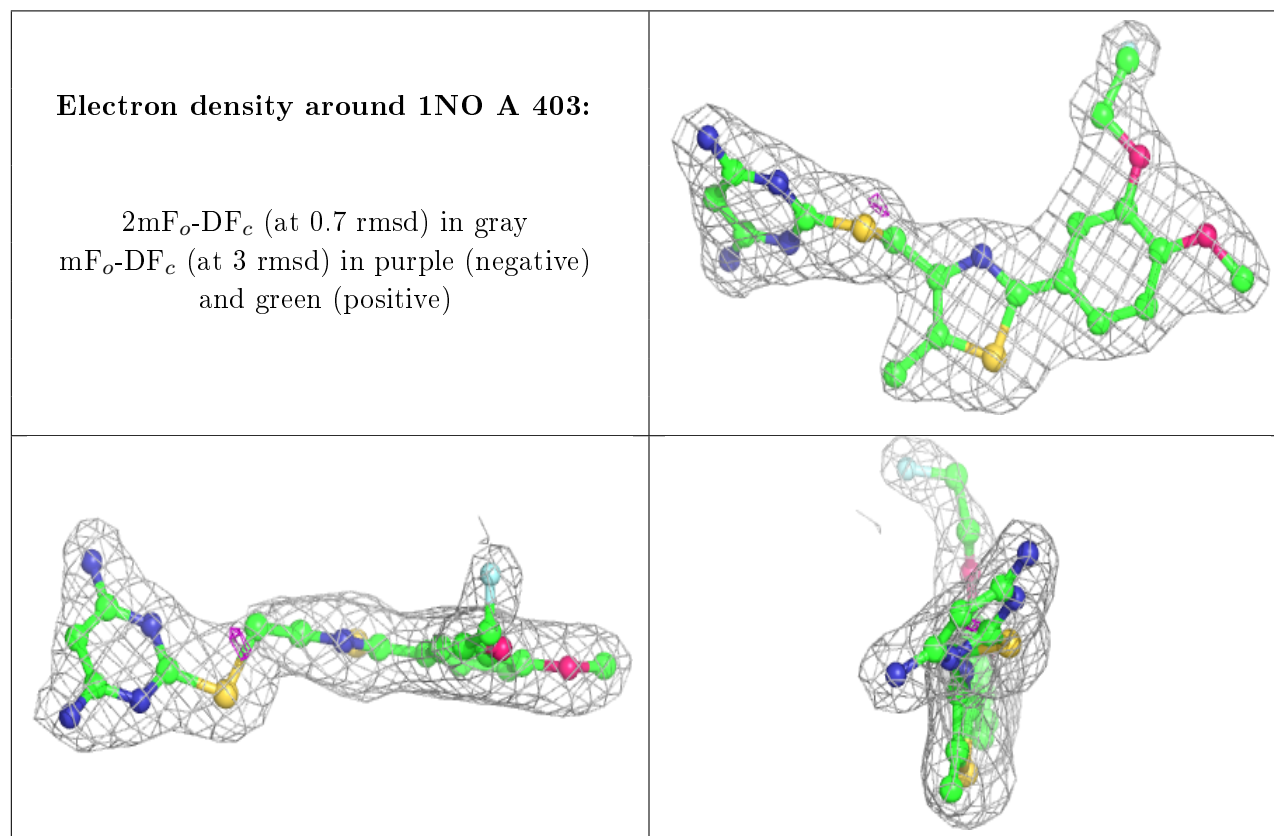 Electron density around 1NO A 403:
2mFₒ-DF𝒸 (at 0.7 rmsd) in gray
mFₒ-DF𝒸 (at 3 rmsd) in purple (negative)
and green (positive)